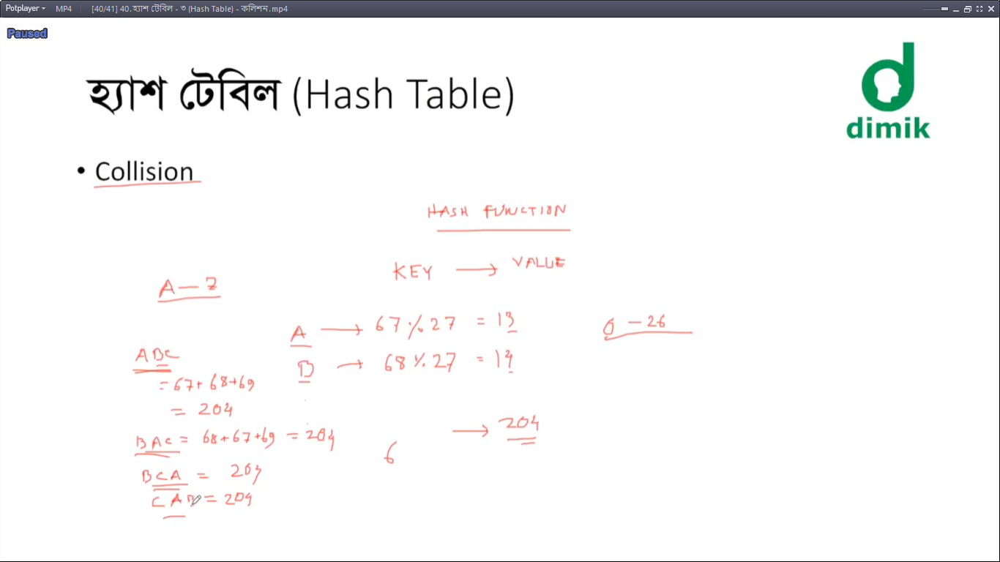 Potplayer MP4 [40/41] 40.হ্যাশ টেবিল - ৩ (Hash Table) - কলিশন.mp4
Paused
হ্যাশ টেবিল (Hash Table)
dimik
• Collision
HASH FUNCTION
KEY → VALUE
A — Z
A → 67 % 27 = 13
0 — 26
B → 68 % 27 = 14
ABC
= 67 + 68 + 69
= 204
BAC = 68 + 67 + 69 = 204
6
→ 204
BCA = 204
CAB = 204